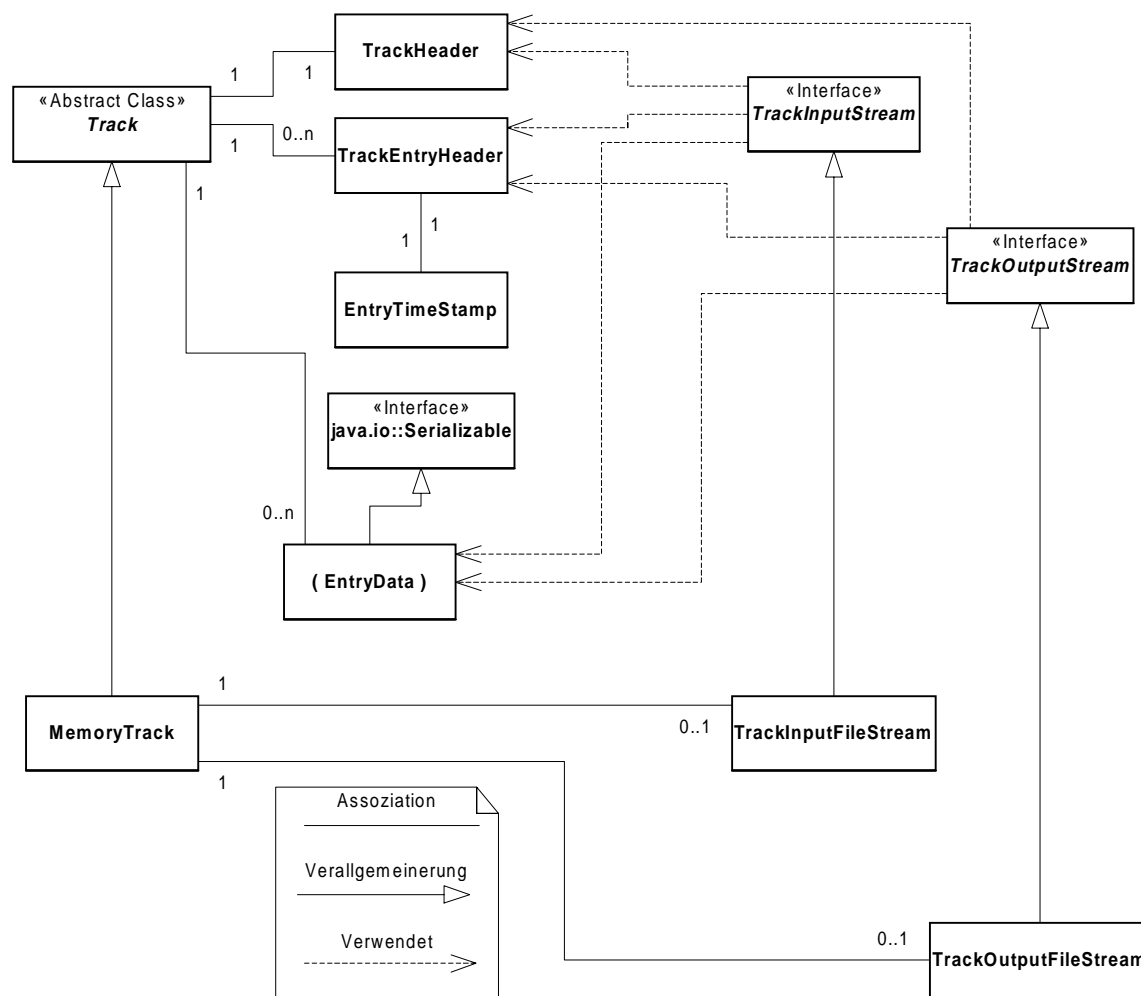 TrackHeader
1
1
«Abstract Class»
Track
«Interface»
TrackInputStream
1
0..n
TrackEntryHeader
1
1
1
«Interface»
TrackOutputStream
EntryTimeStamp
«Interface»
java.io::Serializable
0..n
( EntryData )
1
MemoryTrack
0..1
TrackInputFileStream
1
Assoziation
Verallgemeinerung
Verwendet
0..1
TrackOutputFileStream